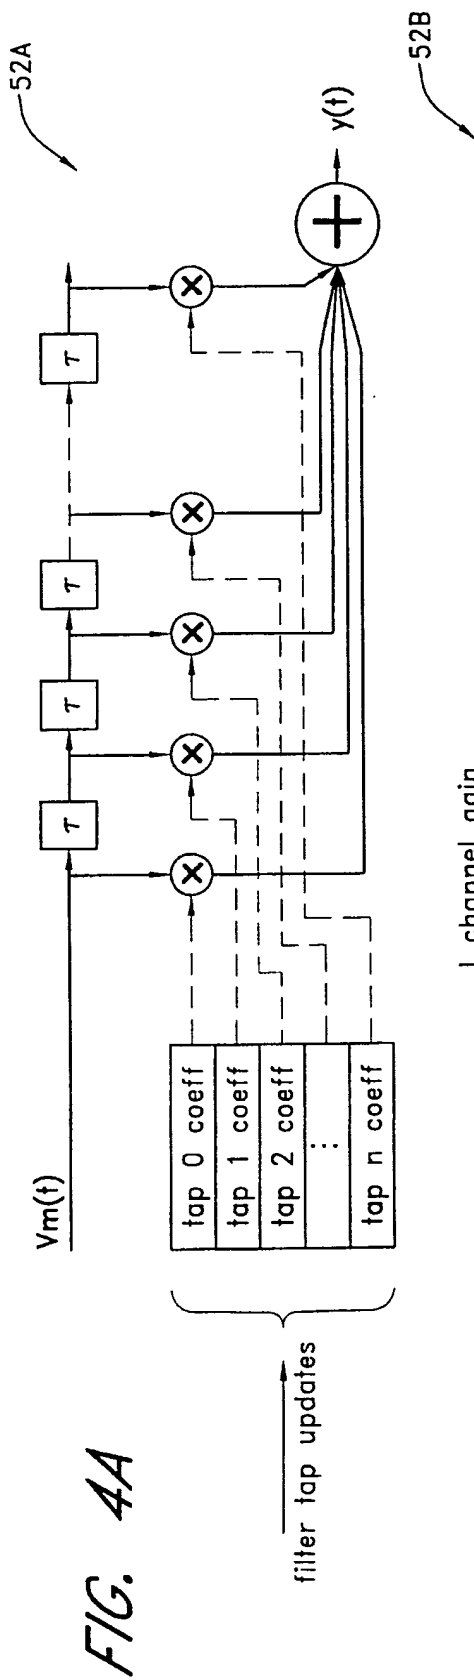 FIG. 4A
52A
Vm(t)
τ
τ
τ
τ
×
×
×
×
×
+
y(t)
tap 0 coeff
tap 1 coeff
tap 2 coeff
...
tap n coeff
filter tap updates
52B
I channel gain